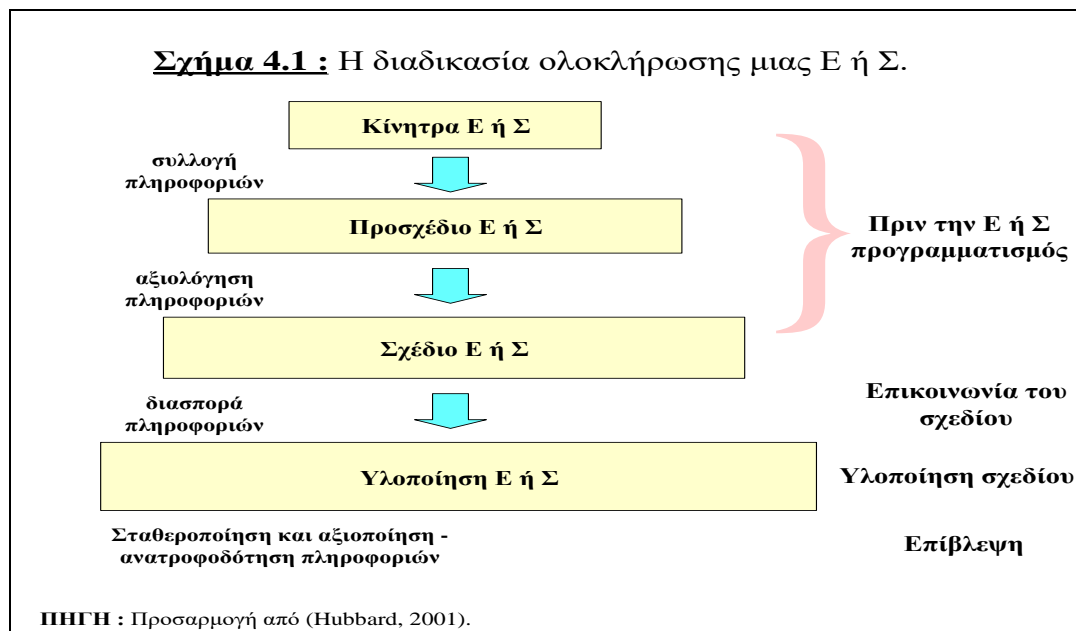 Σχήμα 4.1 : Η διαδικασία ολοκλήρωσης μιας Ε ή Σ.
Κίνητρα Ε ή Σ
συλλογή
πληροφοριών
Προσχέδιο Ε ή Σ
Πριν την Ε ή Σ
προγραμματισμός
αξιολόγηση
πληροφοριών
Σχέδιο Ε ή Σ
διασπορά
πληροφοριών
Επικοινωνία του
σχεδίου
Υλοποίηση Ε ή Σ
Υλοποίηση σχεδίου
Σταθεροποίηση και αξιοποίηση -
ανατροφοδότηση πληροφοριών
Επίβλεψη
ΠΗΓΗ : Προσαρμογή από (Hubbard, 2001).